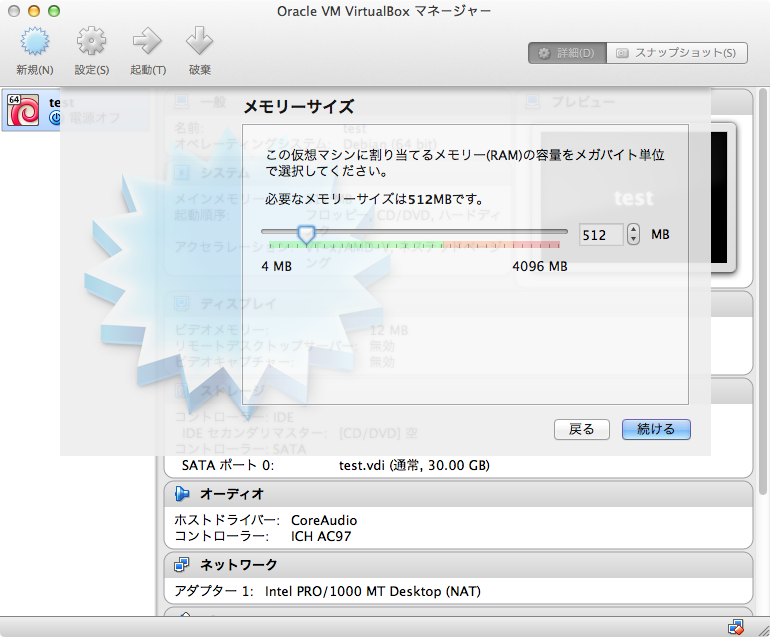 Oracle VM VirtualBox マネージャー
新規(N) 設定(S) 起動(T) 破棄
詳細(D) スナップショット(S)
64 test
電源オフ
一般
プレビュー
メモリーサイズ
名前: test
オペレーティングシステム: Debian (64 bit)
この仮想マシンに割り当てるメモリー(RAM)の容量をメガバイト単位
で選択してください。
システム
必要なメモリーサイズは512MBです。
test
メインメモリー
起動順序: フロッピー, CD/DVD, ハードディスク
512 MB
アクセラレーション
ング
4 MB 4096 MB
ディスプレイ
ビデオメモリー: 12 MB
リモートデスクトップサーバー: 無効
ビデオキャプチャー: 無効
ストレージ
コントローラー: IDE
IDE セカンダリマスター: [CD/DVD] 空
コントローラー: SATA
戻る 続ける
SATA ポート 0: test.vdi (通常, 30.00 GB)
オーディオ
ホストドライバー: CoreAudio
コントローラー: ICH AC97
ネットワーク
アダプター 1: Intel PRO/1000 MT Desktop (NAT)